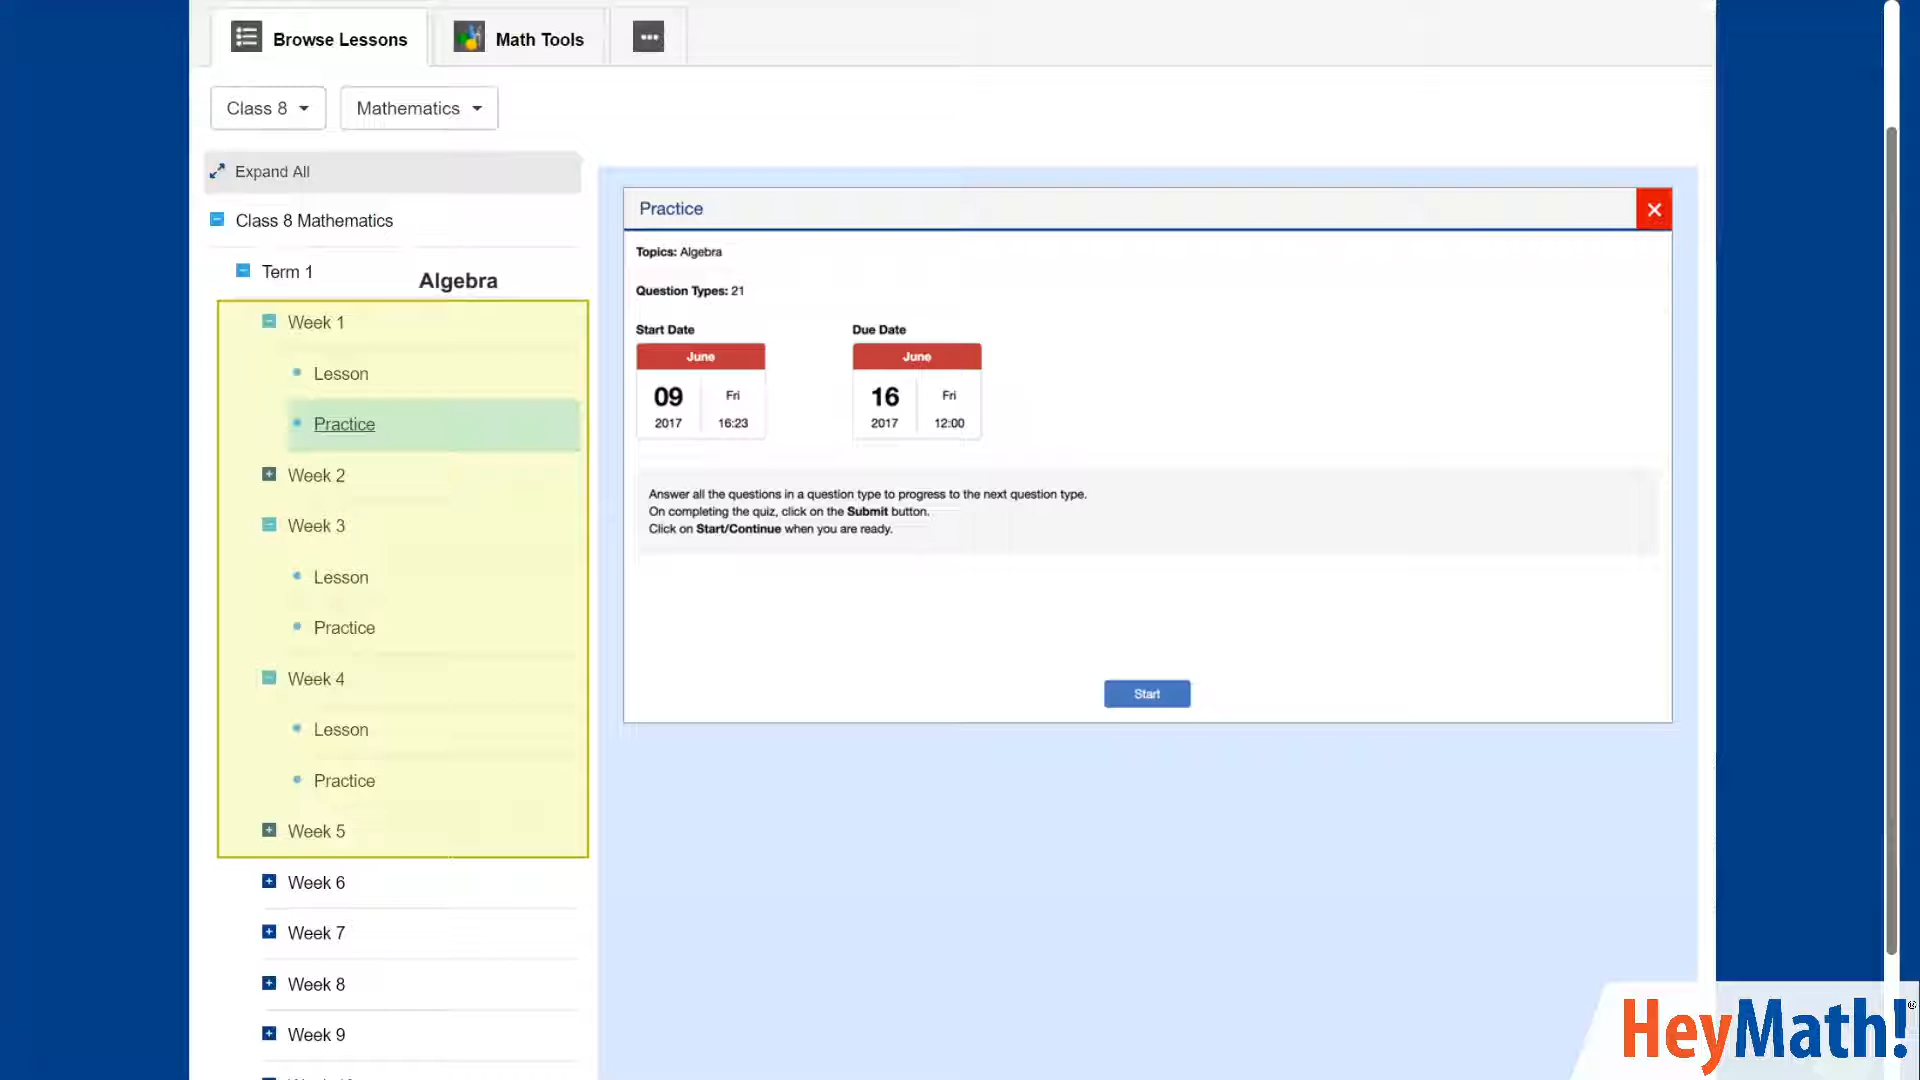 Browse Lessons
Math Tools
Class 8
Mathematics
Expand All
Class 8 Mathematics
Term 1
Algebra
Week 1
Lesson
Practice
Week 2
Week 3
Lesson
Practice
Week 4
Lesson
Practice
Week 5
Week 6
Week 7
Week 8
Week 9
Practice
Topics: Algebra
Question Types: 21
Start Date
Due Date
June
09
Fri
2017
16:23
June
16
Fri
2017
12:00
Answer all the questions in a question type to progress to the next question type.
On completing the quiz, click on the Submit button.
Click on Start/Continue when you are ready.
Start
HeyMath!®